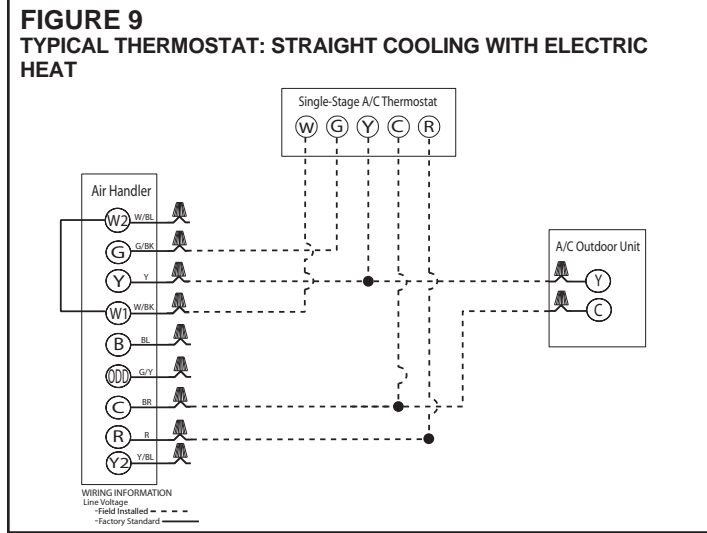 FIGURE 9
TYPICAL THERMOSTAT: STRAIGHT COOLING WITH ELECTRIC
HEAT
Single-Stage A/C Thermostat
W G Y C R
Air Handler
W2 W/BL
G G/BK
Y Y
W1 W/BK
B BL
ODD G/Y
C BR
R R
Y2 Y/BL
A/C Outdoor Unit
Y
C
WIRING INFORMATION
Line Voltage
-Field Installed
-Factory Standard